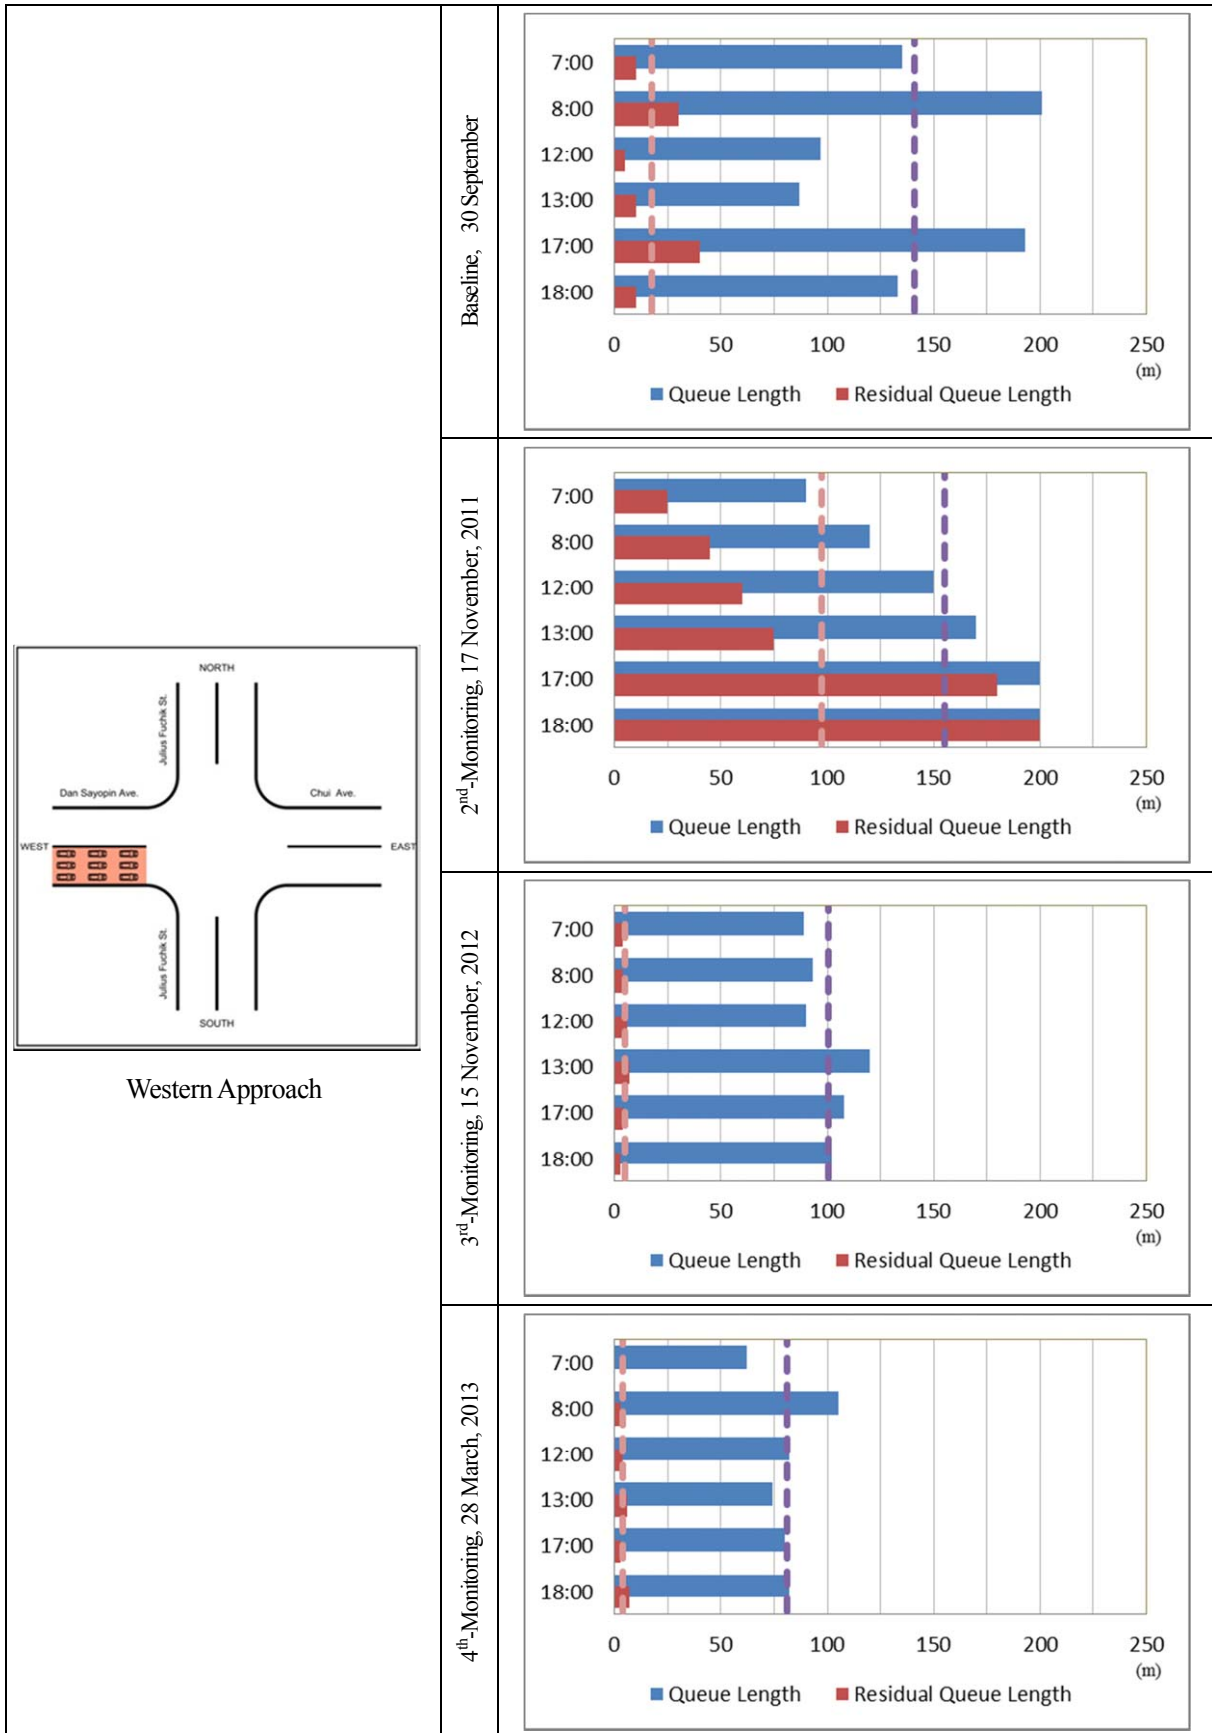 NORTH
Julius Fuchik St.
Dan Sayopin Ave.
Chui Ave.
WEST
EAST
Julius Fuchik St.
SOUTH
Western Approach
Baseline, 30 September
7:00
8:00
12:00
13:00
17:00
18:00
0 50 100 150 200 250
(m)
Queue Length Residual Queue Length
2nd-Monitoring, 17 November, 2011
7:00
8:00
12:00
13:00
17:00
18:00
0 50 100 150 200 250
(m)
Queue Length Residual Queue Length
3rd-Monitoring, 15 November, 2012
7:00
8:00
12:00
13:00
17:00
18:00
0 50 100 150 200 250
(m)
Queue Length Residual Queue Length
4th-Monitoring, 28 March, 2013
7:00
8:00
12:00
13:00
17:00
18:00
0 50 100 150 200 250
(m)
Queue Length Residual Queue Length